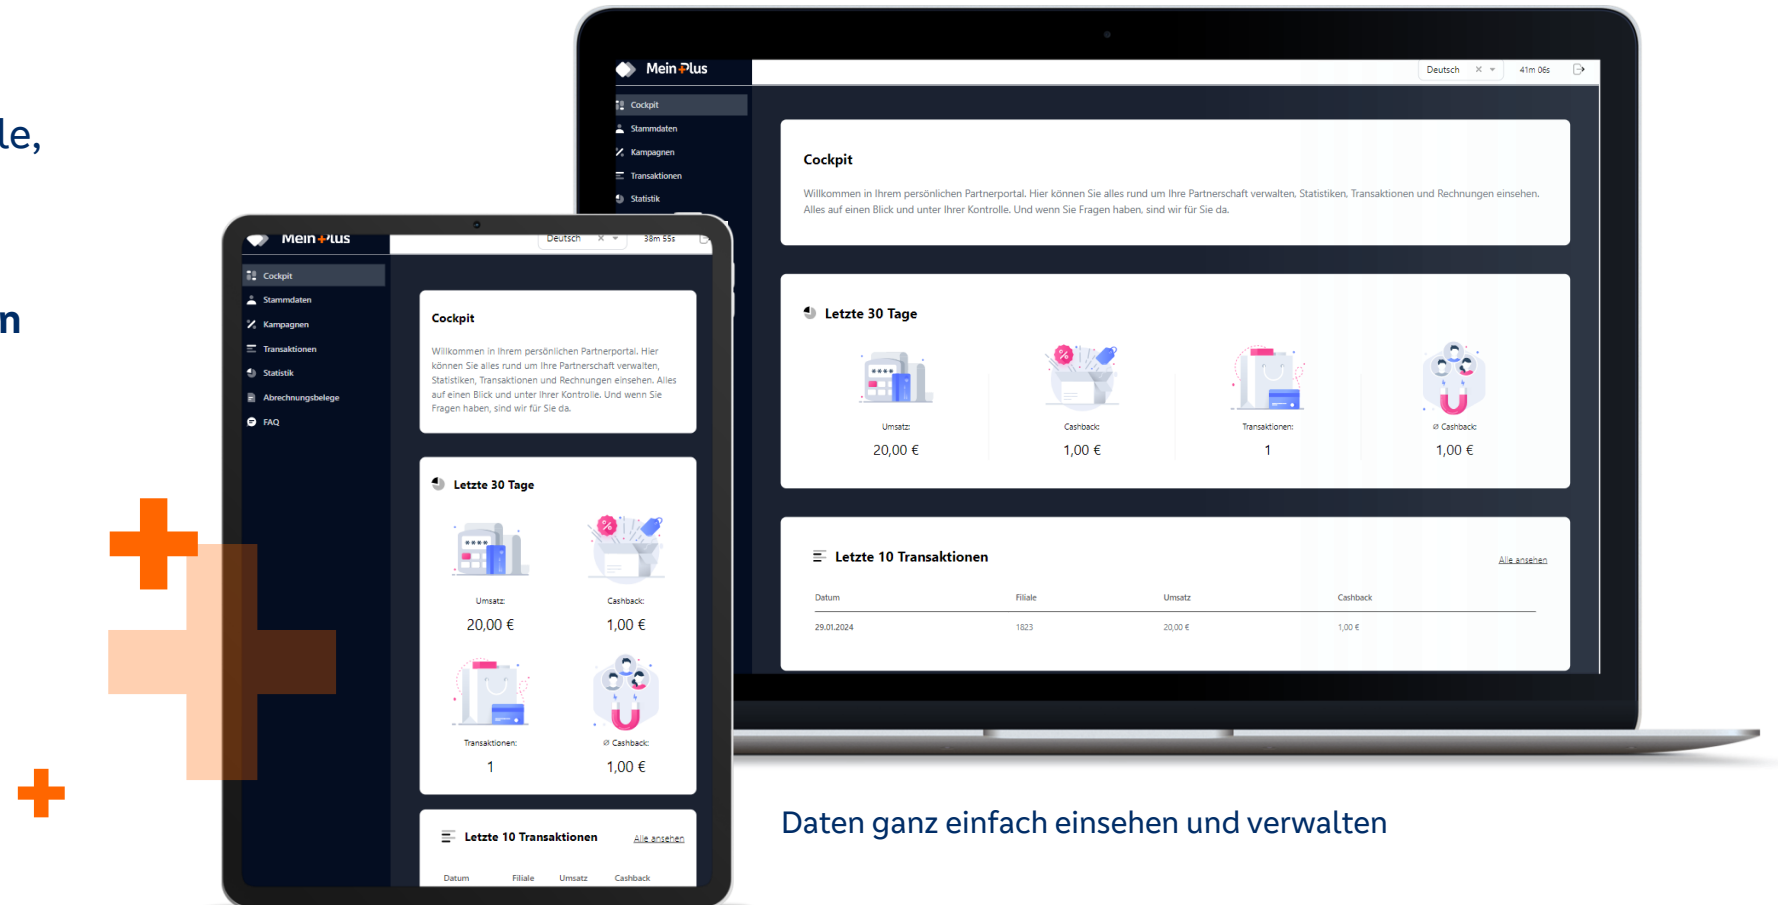 le,
n
Mein Plus
Deutsch
41m 06s
Cockpit
Stammdaten
Kampagnen
Transaktionen
Statistik
Cockpit
Willkommen in Ihrem persönlichen Partnerportal. Hier können Sie alles rund um Ihre Partnerschaft verwalten, Statistiken, Transaktionen und Rechnungen einsehen.
Alles auf einen Blick und unter Ihrer Kontrolle. Und wenn Sie Fragen haben, sind wir für Sie da.
Letzte 30 Tage
Umsatz: Cashback: Transaktionen: Ø Cashback:
20,00 € 1,00 € 1 1,00 €
Letzte 10 Transaktionen Alle ansehen
Datum Filiale Umsatz Cashback
29.01.2024 1823 20,00 € 1,00 €
Mein Plus
Deutsch
38m 55s
Cockpit
Stammdaten
Kampagnen
Transaktionen
Statistik
Abrechnungsbelege
FAQ
Cockpit
Willkommen in Ihrem persönlichen Partnerportal. Hier
können Sie alles rund um Ihre Partnerschaft verwalten,
Statistiken, Transaktionen und Rechnungen einsehen. Alles
auf einen Blick und unter Ihrer Kontrolle. Und wenn Sie
Fragen haben, sind wir für Sie da.
Letzte 30 Tage
Umsatz: Cashback:
20,00 € 1,00 €
Transaktionen: Ø Cashback:
1 1,00 €
Letzte 10 Transaktionen Alle ansehen
Datum Filiale Umsatz Cashback
Daten ganz einfach einsehen und verwalten